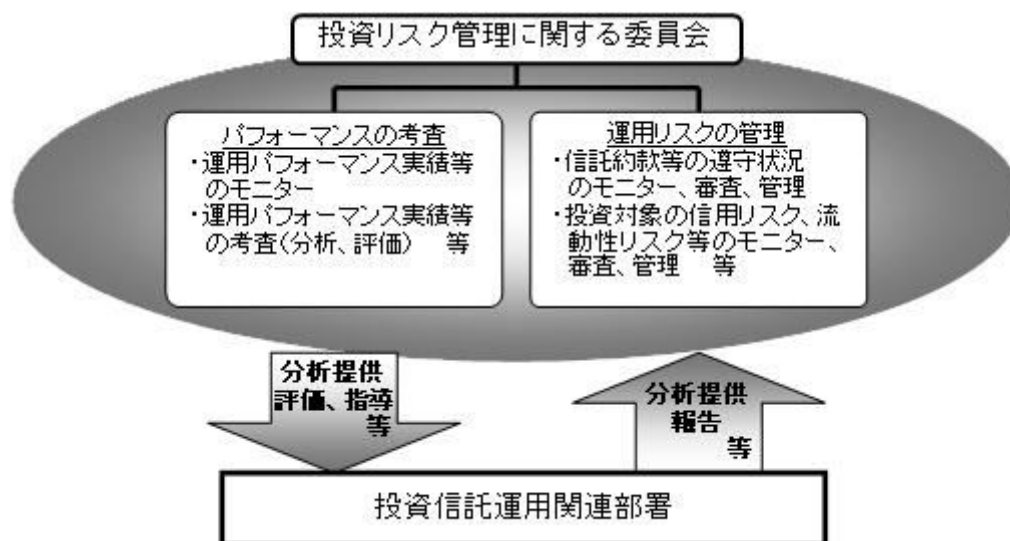 投資リスク管理に関する委員会
パフォーマンスの考査
・運用パフォーマンス実績等
のモニター
・運用パフォーマンス実績等
の考査(分析、評価) 等
運用リスクの管理
・信託約款等の遵守状況
のモニター、審査、管理
・投資対象の信用リスク、流
動性リスク等のモニター、
審査、管理 等
分析提供
評価、指導
等
分析提供
報告
等
投資信託運用関連部署